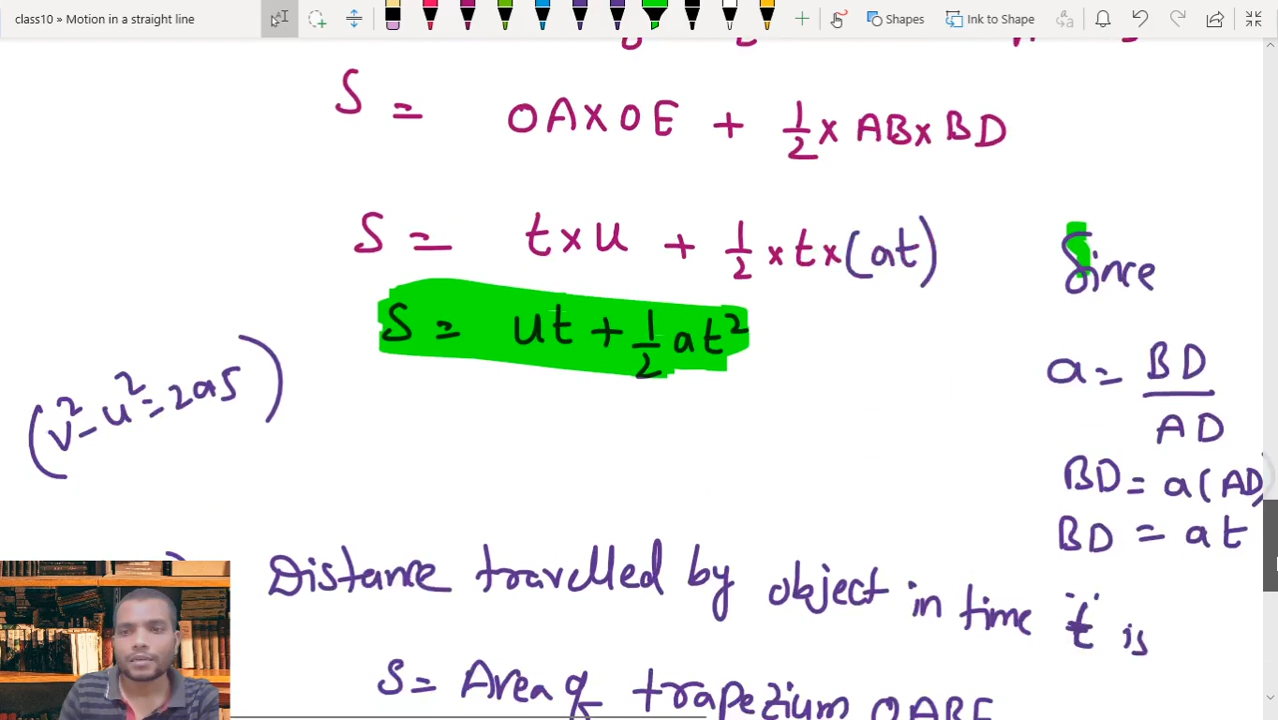 class10 » Motion in a straight line
Shapes
Ink to Shape
S = OA×OE + 1/2 × AB×BD
S = t×u + 1/2 × t×(at)
S = ut + 1/2 at²
(v² - u² = 2as)
Since
a = BD/AD
BD = a(AD)
BD = at
Distance travelled by object in time 't' is
S = Area of trapezium OABE